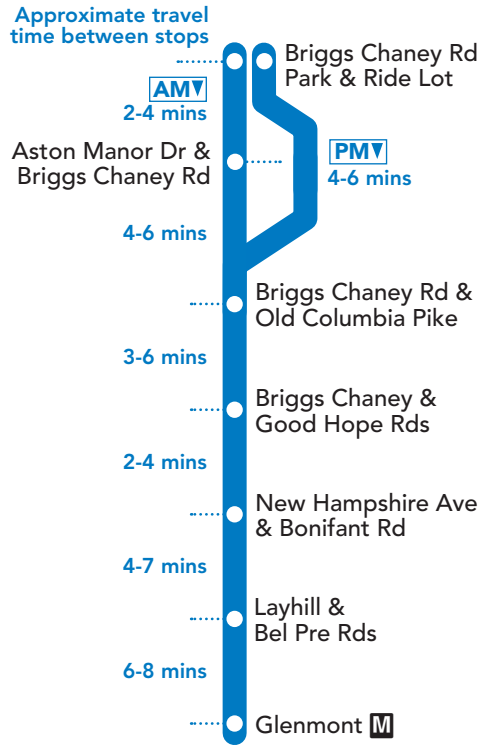 Approximate travel
time between stops
Briggs Chaney Rd
Park & Ride Lot
AM▼
2-4 mins
Aston Manor Dr &
Briggs Chaney Rd
PM▼
4-6 mins
4-6 mins
Briggs Chaney Rd &
Old Columbia Pike
3-6 mins
Briggs Chaney &
Good Hope Rds
2-4 mins
New Hampshire Ave
& Bonifant Rd
4-7 mins
Layhill &
Bel Pre Rds
6-8 mins
Glenmont M